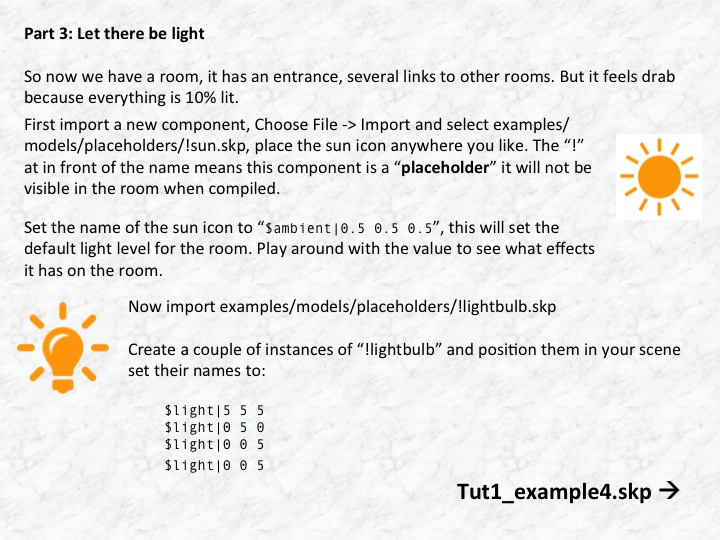 Part 3: Let there be light
So now we have a room, it has an entrance, several links to other rooms. But it feels drab
because everything is 10% lit.
First import a new component, Choose File -> Import and select examples/
models/placeholders/!sun.skp, place the sun icon anywhere you like. The “!”
at in front of the name means this component is a “placeholder” it will not be
visible in the room when compiled.
Set the name of the sun icon to “$ambient|0.5 0.5 0.5”, this will set the
default light level for the room. Play around with the value to see what effects
it has on the room.
Now import examples/models/placeholders/!lightbulb.skp
Create a couple of instances of “!lightbulb” and position them in your scene
set their names to:
$light|5 5 5
$light|0 5 0
$light|0 0 5
$light|0 0 5
Tut1_example4.skp →